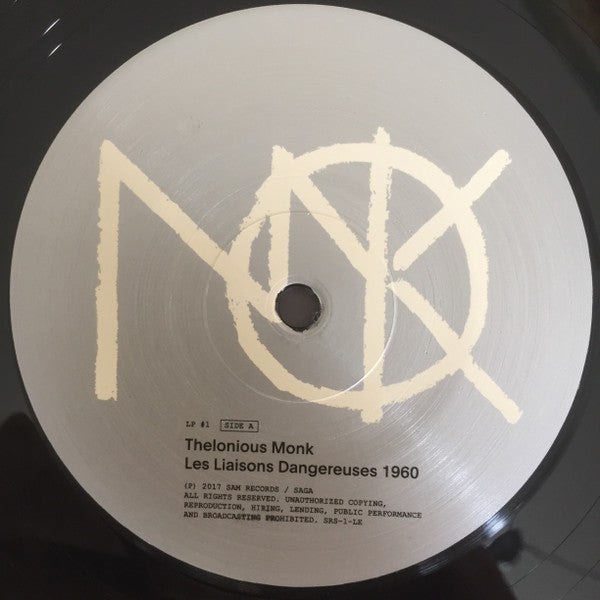 MONK
LP #1 SIDE A
Thelonious Monk
Les Liaisons Dangereuses 1960
(P) 2017 SAM RECORDS / SAGA
ALL RIGHTS RESERVED. UNAUTHORIZED COPYING,
REPRODUCTION, HIRING, LENDING, PUBLIC PERFORMANCE
AND BROADCASTING PROHIBITED. SRS-1-LE